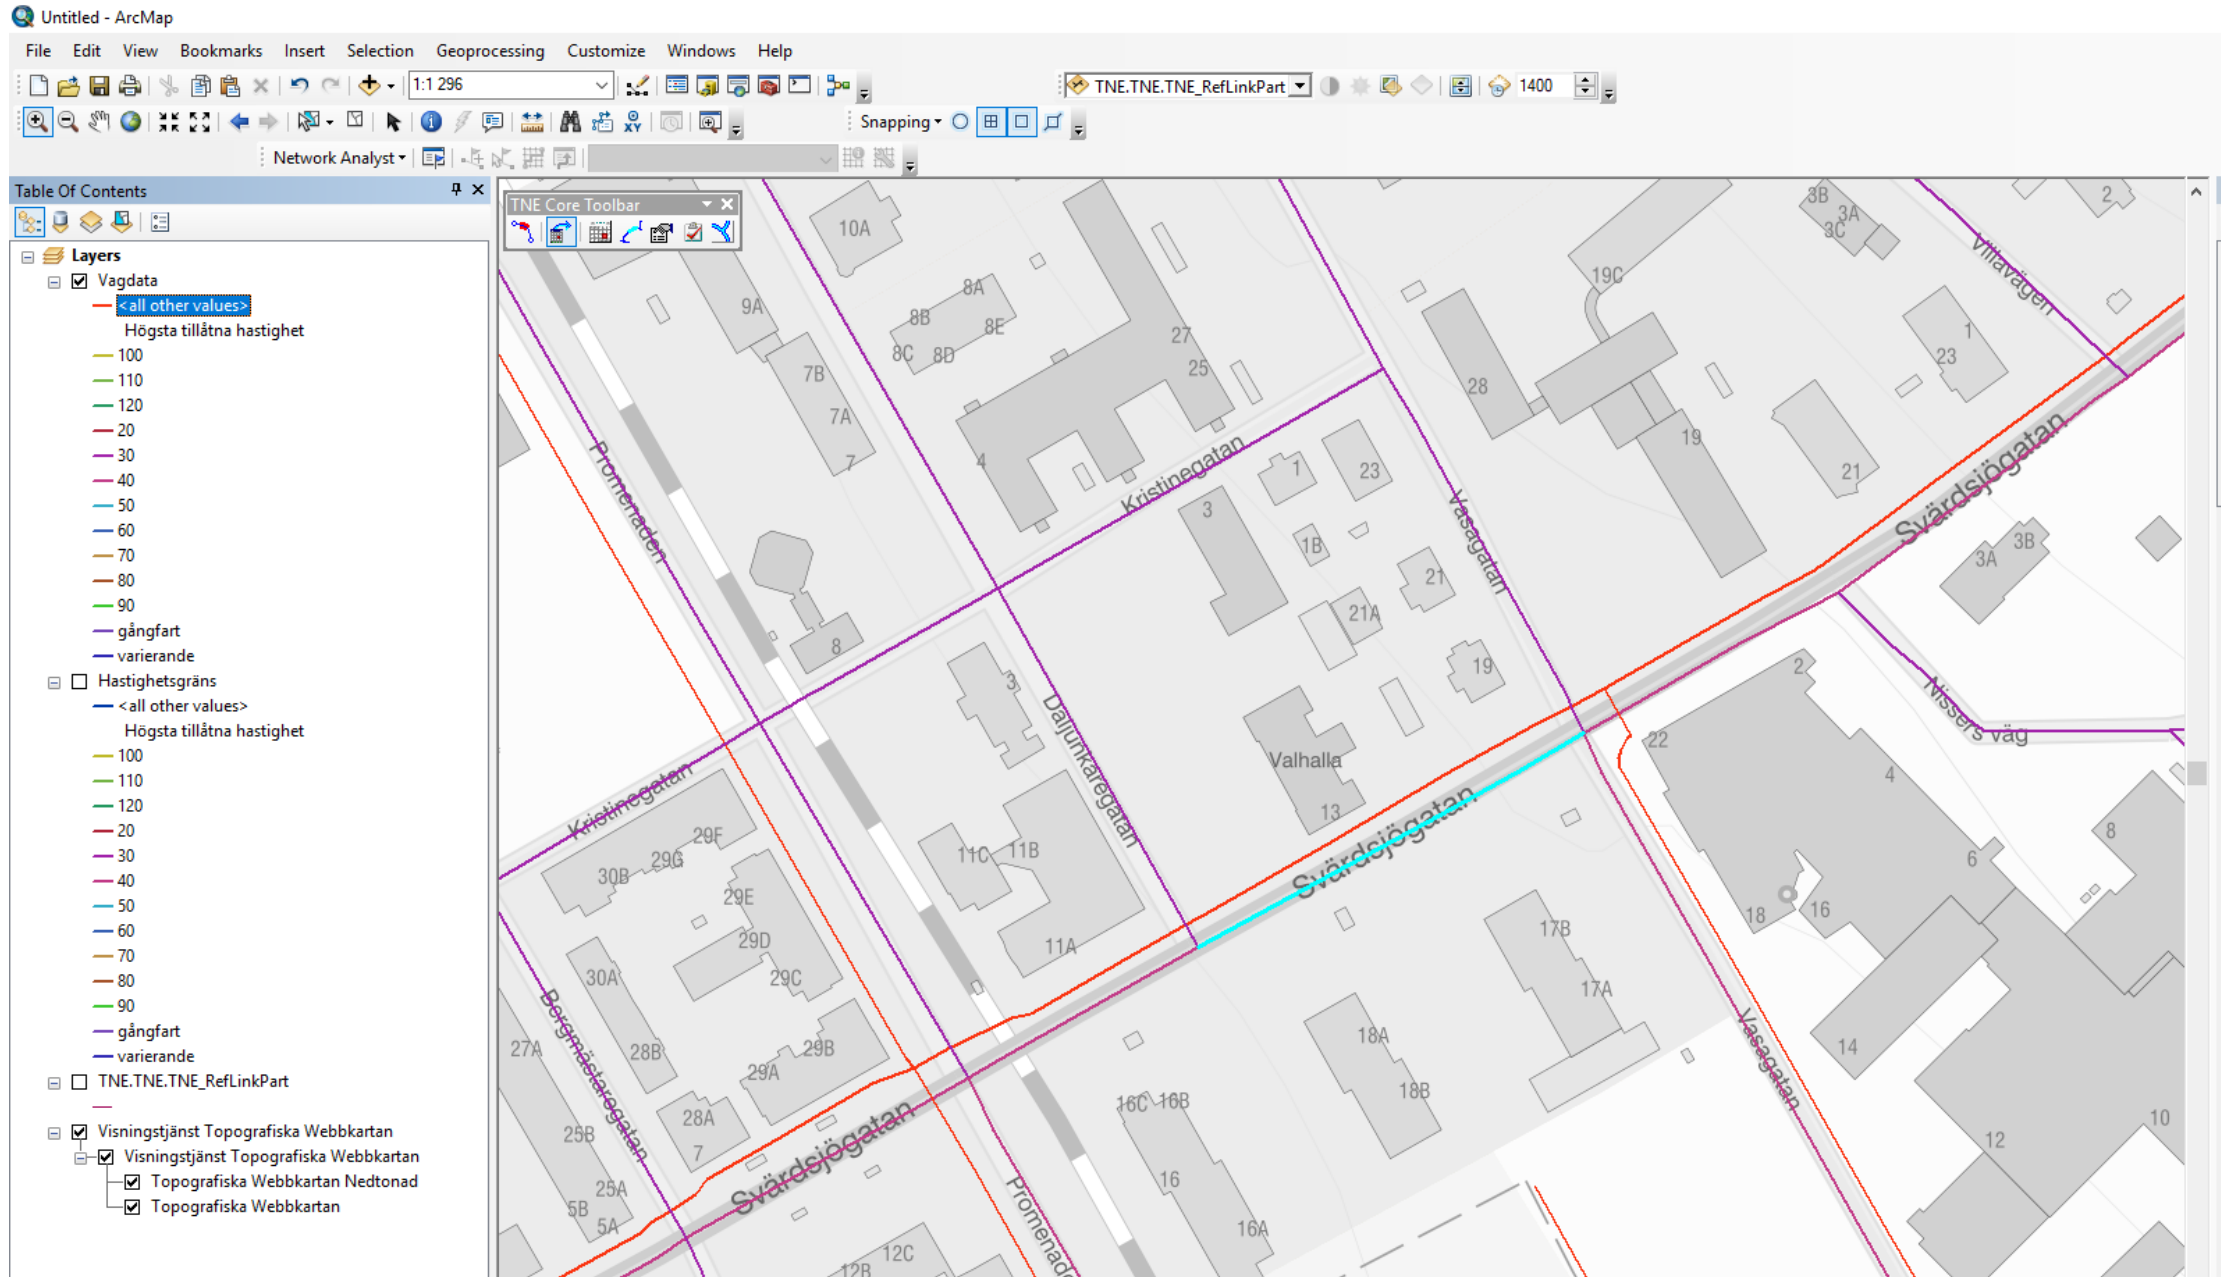 Untitled - ArcMap
File Edit View Bookmarks Insert Selection Geoprocessing Customize Windows Help
1:1 296
TNE.TNE.TNE_RefLinkPart
1400
Snapping
Network Analyst
Table Of Contents
TNE Core Toolbar
Layers
Vagdata
<all other values>
Högsta tillåtna hastighet
100
110
120
20
30
40
50
60
70
80
90
gångfart
varierande
Hastighetsgräns
<all other values>
Högsta tillåtna hastighet
100
110
120
20
30
40
50
60
70
80
90
gångfart
varierande
TNE.TNE.TNE_RefLinkPart
Visningstjänst Topografiska Webbkartan
Visningstjänst Topografiska Webbkartan
Topografiska Webbkartan Nedtonad
Topografiska Webbkartan
10A
3B
3A
3C
2
Villavägen
19C
8A
9A
8B
8E
8C
8D
27
25
1
23
7B
7A
7
28
19
21
4
Promenaden
Kristinegatan
1
23
3
1B
Vasagatan
Svärdsjögatan
3A
3B
21
21A
19
8
3
Daljunkaregatan
2
Nissers väg
22
4
Valhalla
13
Svärdsjögatan
Kristinegatan
29F
29G
30B
29E
29D
29C
11C
11B
11A
8
6
18
16
17B
17A
30A
Bergmästaregatan
27A
28B
29B
29A
28A
7
18A
18B
14
Vasagatan
10
12
16C
16B
16
16A
25B
25A
5B
5A
Svärdsjögatan
Promenade
12C
12B